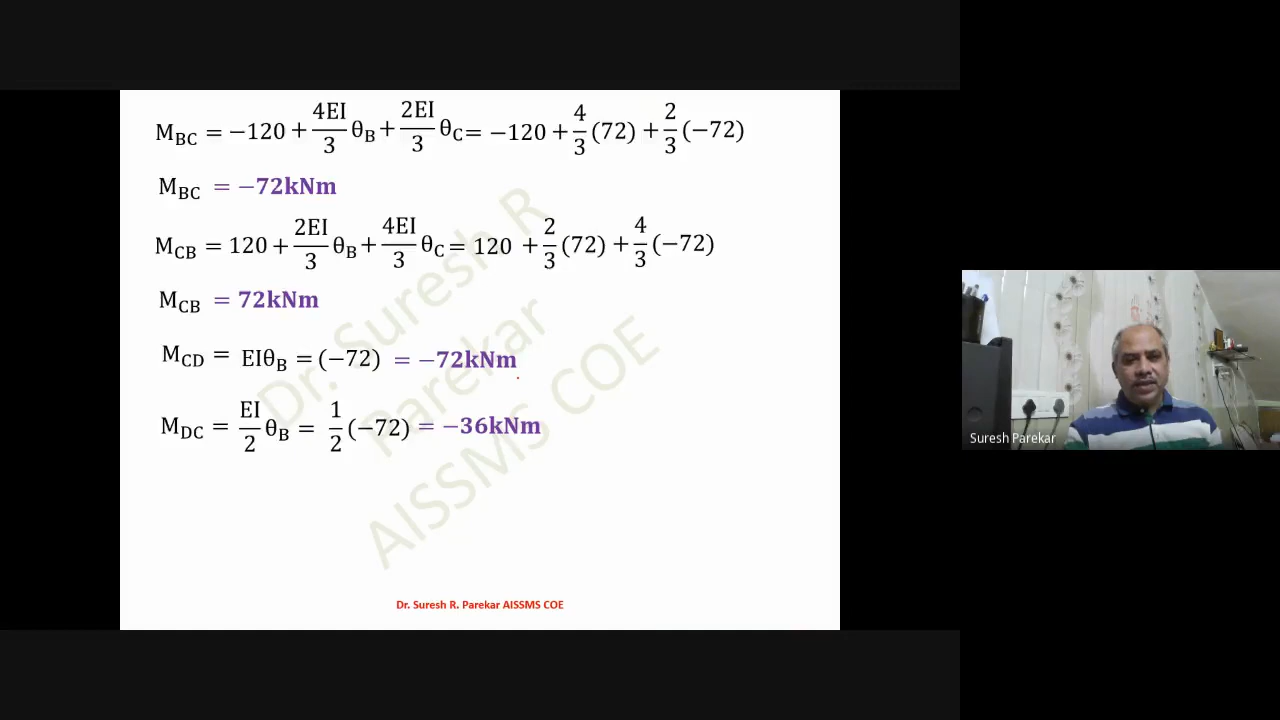 M_BC = −120 + 4EI/3 θ_B + 2EI/3 θ_C = −120 + 4/3 (72) + 2/3 (−72)
M_BC = −72kNm
M_CB = 120 + 2EI/3 θ_B + 4EI/3 θ_C = 120 + 2/3 (72) + 4/3 (−72)
M_CB = 72kNm
M_CD = EIθ_B = (−72) = −72kNm
M_DC = EI/2 θ_B = 1/2 (−72) = −36kNm
Dr. Suresh R
Parekar
AISSMS COE
Dr. Suresh R. Parekar AISSMS COE
Suresh Parekar